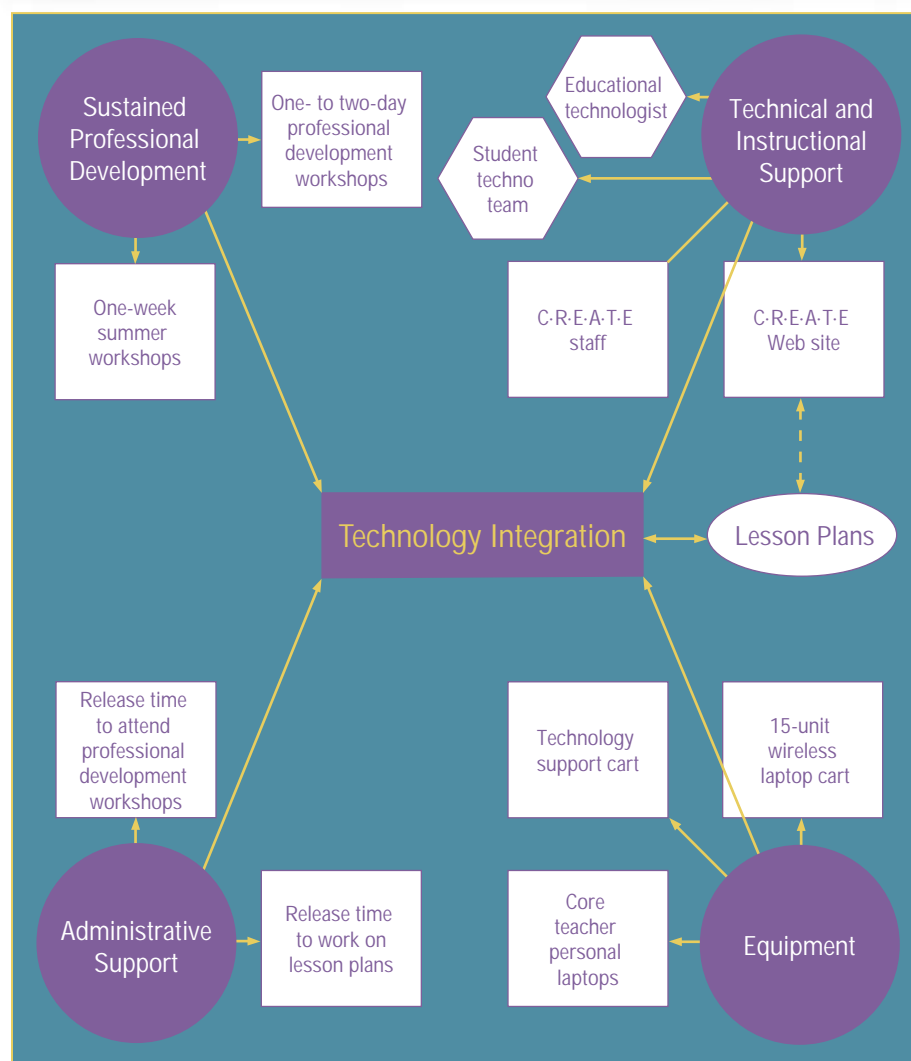 Sustained
Professional
Development
One- to two-day
professional
development
workshops
One-week
summer
workshops
Educational
technologist
Student
techno
team
Technical and
Instructional
Support
C·R·E·A·T·E
staff
C·R·E·A·T·E
Web site
Technology Integration
Lesson Plans
Release time
to attend
professional
development
workshops
Administrative
Support
Release time
to work on
lesson plans
Technology
support cart
15-unit
wireless
laptop cart
Core
teacher
personal
laptops
Equipment